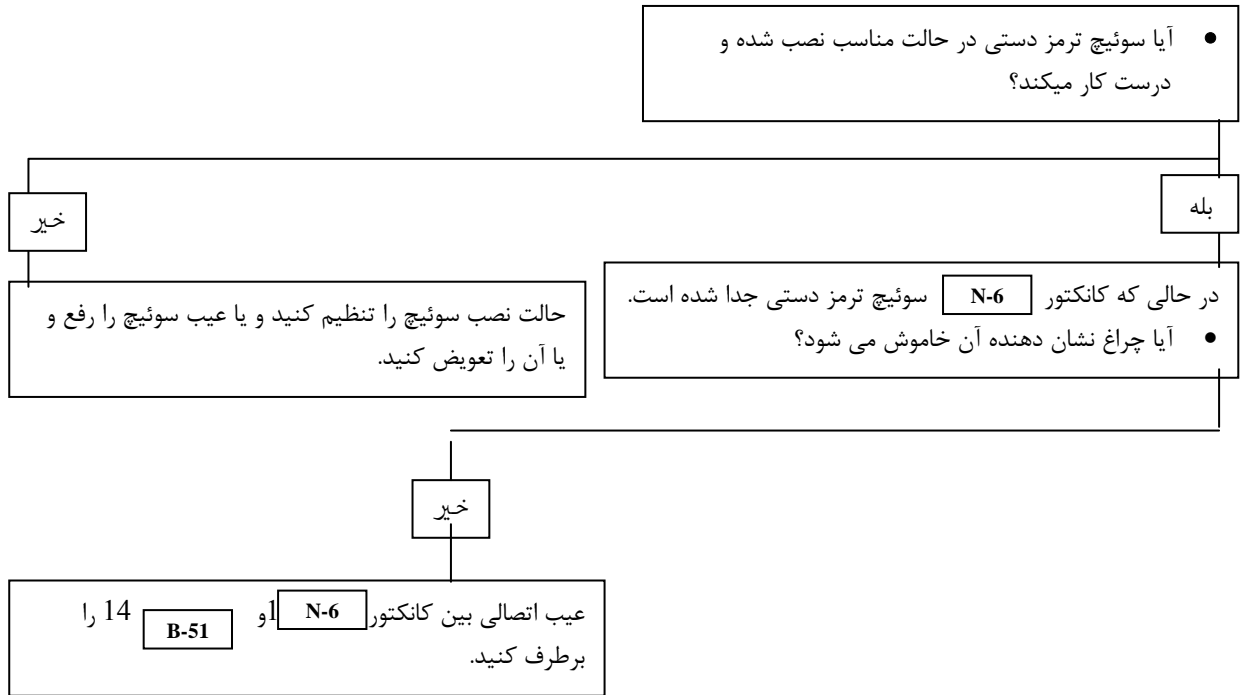 • آیا سوئیچ ترمز دستی در حالت مناسب نصب شده و
درست کار میکند؟
بله
خیر
در حالی که کانکتور N-6 سوئیچ ترمز دستی جدا شده است.
• آیا چراغ نشان دهنده آن خاموش می شود؟
حالت نصب سوئیچ را تنظیم کنید و یا عیب سوئیچ را رفع و
یا آن را تعویض کنید.
خیر
عیب اتصالی بین کانکتور N-6 1و B-51 14 را
برطرف کنید.